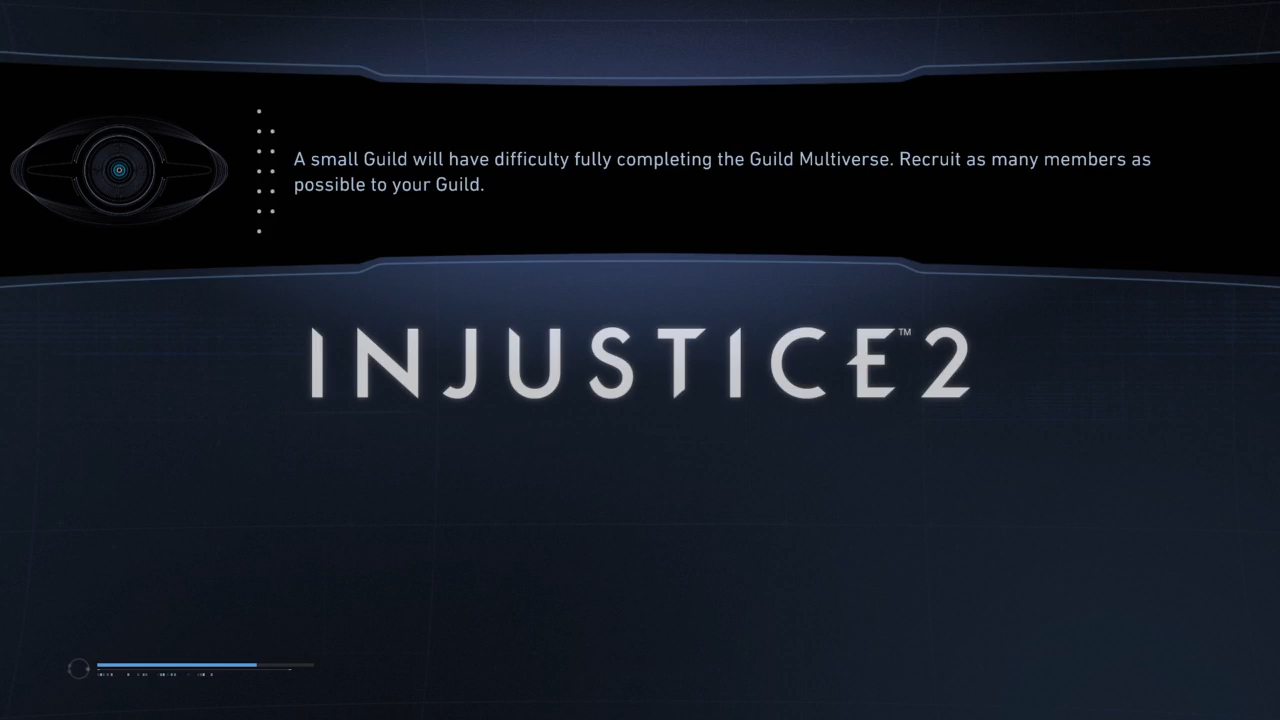 A small Guild will have difficulty fully completing the Guild Multiverse. Recruit as many members as
possible to your Guild.
INJUSTICE™2